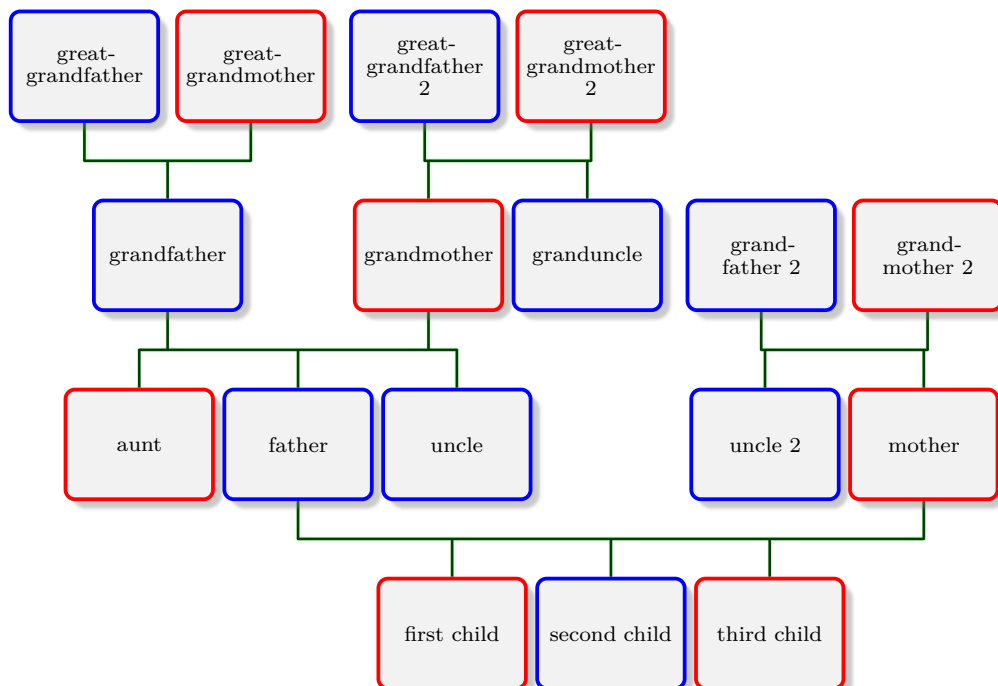 great-
grandfather
great-
grandmother
great-
grandfather
2
great-
grandmother
2
grandfather
grandmother
granduncle
grand-
father 2
grand-
mother 2
aunt
father
uncle
uncle 2
mother
first child
second child
third child